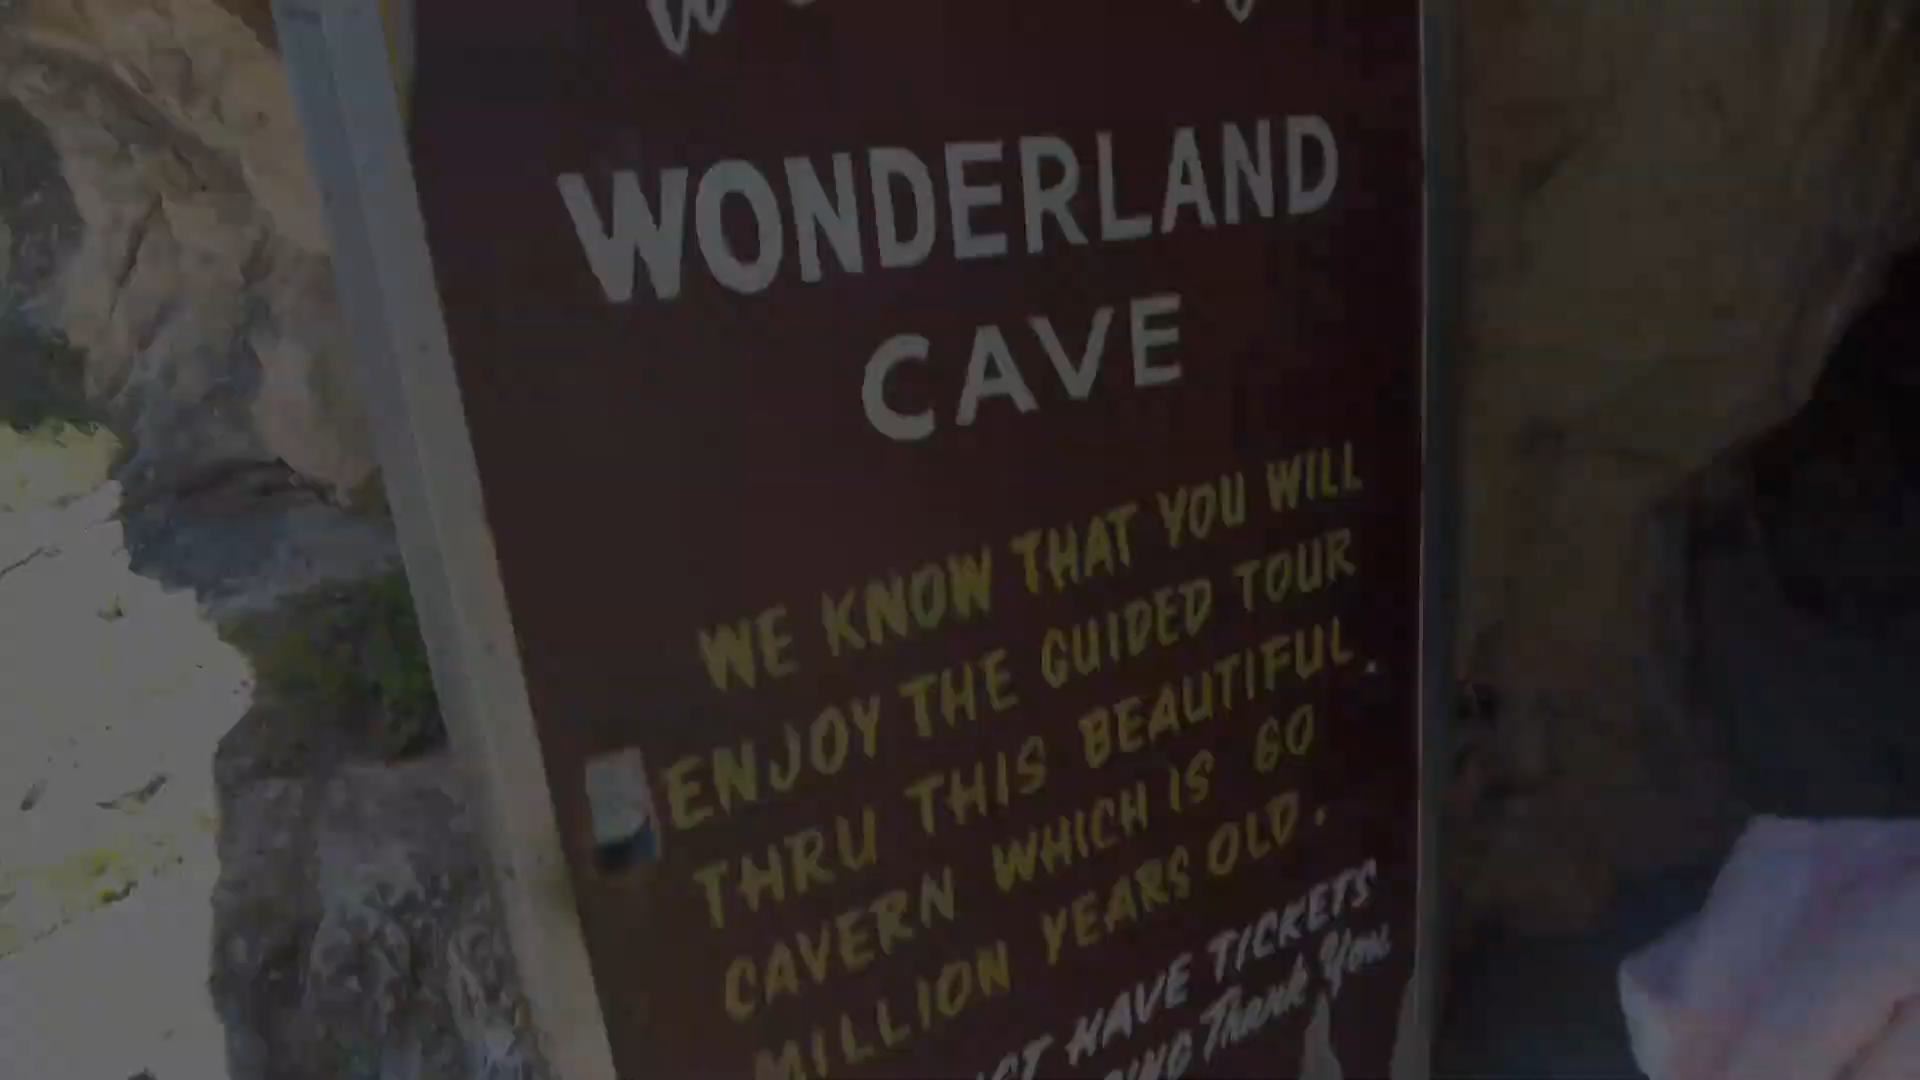 WONDERLAND
CAVE
WE KNOW THAT YOU WILL
ENJOY THE GUIDED TOUR
THRU THIS BEAUTIFUL
CAVERN WHICH IS 60
MILLION YEARS OLD.
HAVE TICKETS
Thank You